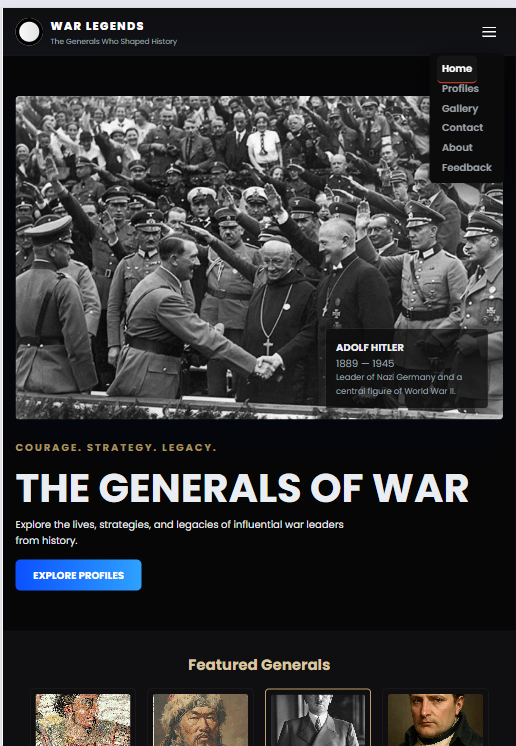 WAR LEGENDS
The Generals Who Shaped History
Home
Profiles
Gallery
Contact
About
Feedback
ADOLF HITLER
1889 — 1945
Leader of Nazi Germany and a
central figure of World War II.
COURAGE. STRATEGY. LEGACY.
THE GENERALS OF WAR
Explore the lives, strategies, and legacies of influential war leaders
from history.
EXPLORE PROFILES
Featured Generals